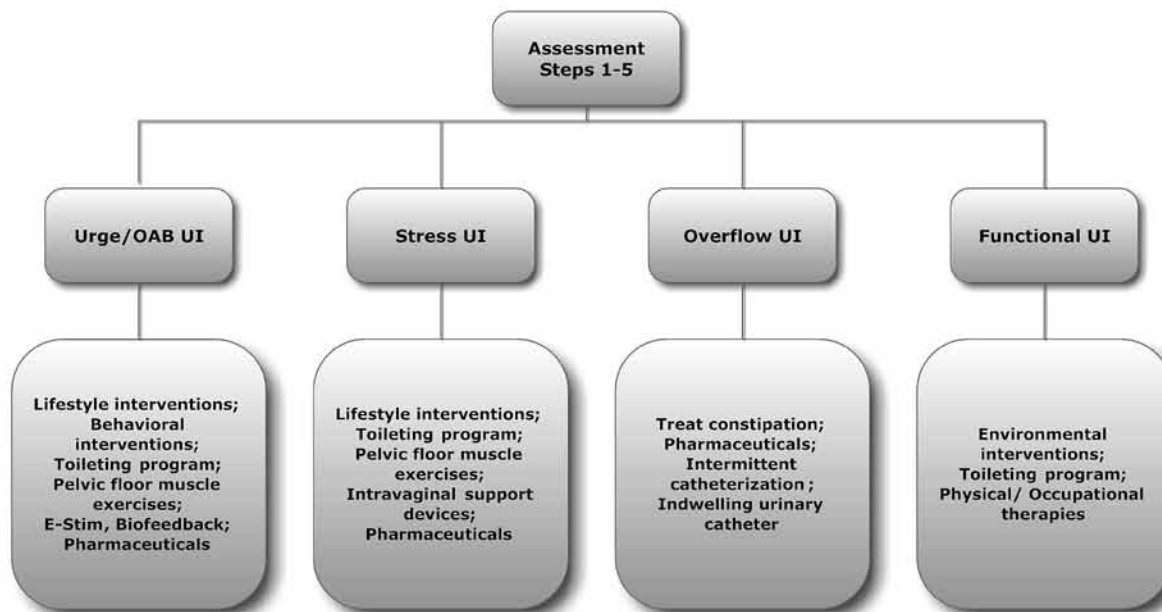 Assessment
Steps 1-5
Urge/OAB UI
Stress UI
Overflow UI
Functional UI
Lifestyle interventions;
Behavioral
interventions;
Toileting program;
Pelvic floor muscle
exercises;
E-Stim, Biofeedback;
Pharmaceuticals
Lifestyle interventions;
Toileting program;
Pelvic floor muscle
exercises;
Intravaginal support
devices;
Pharmaceuticals
Treat constipation;
Pharmaceuticals;
Intermittent
catheterization ;
Indwelling urinary
catheter
Environmental
interventions;
Toileting program;
Physical/ Occupational
therapies